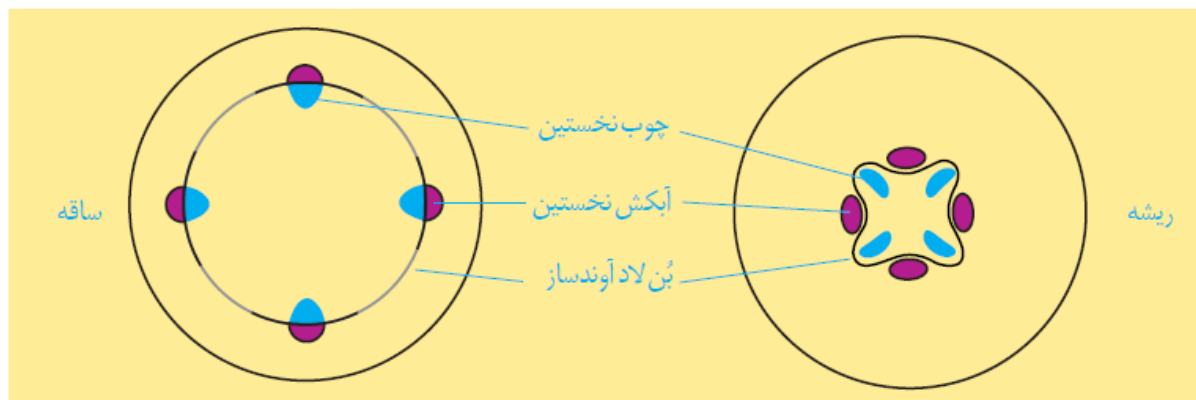 چوب نخستین
آبکش نخستین
بُن لاد آوندساز
ریشه
ساقه